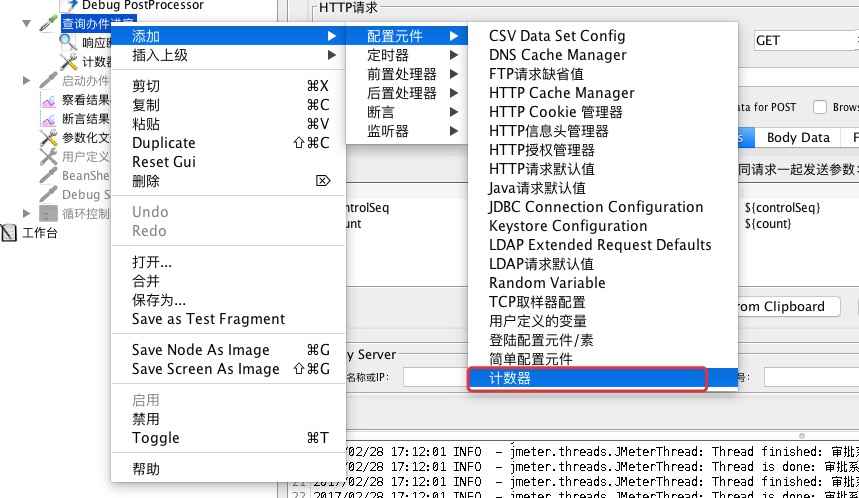 Debug PostProcessor
查询办件进度
响应断
计数器
启动办件
察看结果
断言结果
参数化文
用户定义
BeanShe
Debug S
循环控制
工作台
添加
插入上级
剪切 ⌘X
复制 ⌘C
粘贴 ⌘V
Duplicate ⇧⌘C
Reset Gui
删除 ⌦
Undo
Redo
打开...
合并
保存为...
Save as Test Fragment
Save Node As Image ⌘G
Save Screen As Image ⇧⌘G
启用
禁用
Toggle ⌘T
帮助
配置元件
定时器
前置处理器
后置处理器
断言
监听器
CSV Data Set Config
DNS Cache Manager
FTP请求缺省值
HTTP Cache Manager
HTTP Cookie 管理器
HTTP信息头管理器
HTTP授权管理器
HTTP请求默认值
Java请求默认值
JDBC Connection Configuration
Keystore Configuration
LDAP Extended Request Defaults
LDAP请求默认值
Random Variable
TCP取样器配置
用户定义的变量
登陆配置元件/素
简单配置元件
计数器
HTTP请求
GET
ata for POST Brows
s Body Data F
同请求一起发送参数:
ntrolSeq ${controlSeq}
unt ${count}
rom Clipboard
y Server
名称或IP: 号:
/02/28 17:12:01 INFO - jmeter.threads.JMeterThread: Thread finished: 审批系
/02/28 17:12:01 INFO - jmeter.threads.JMeterThread: Thread is done: 审批系
21 2017/02/28 17:12:01 INFO - jmeter.threads.JMeterThread: Thread finished: 审批系
22 2017/02/28 17:12:01 INFO - jmeter.threads.JMeterThread: Thread is done: 审批系